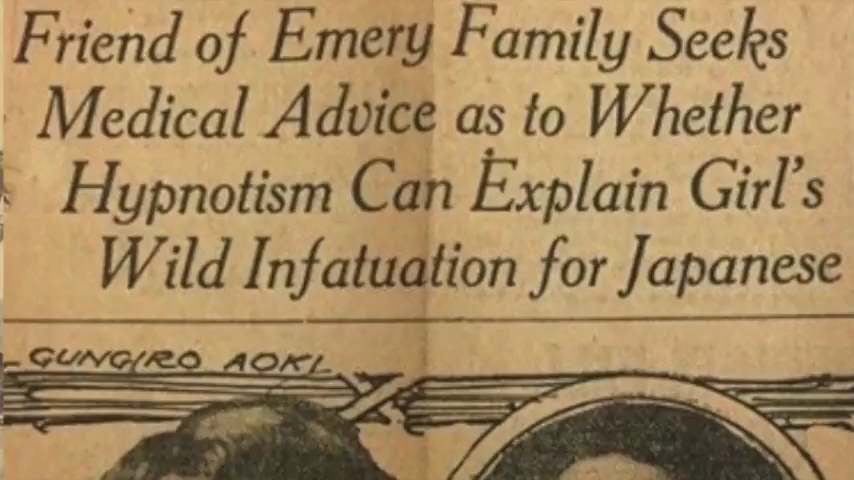 Friend of Emery Family Seeks
Medical Advice as to Whether
Hypnotism Can Explain Girl's
Wild Infatuation for Japanese
GUNGIRO AOKI.